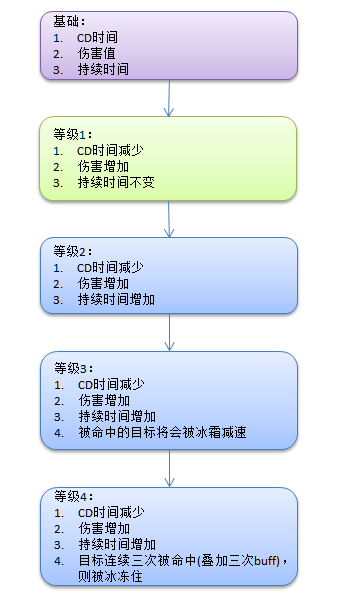 基础：
1. CD时间
2. 伤害值
3. 持续时间
等级1：
1. CD时间减少
2. 伤害增加
3. 持续时间不变
等级2：
1. CD时间减少
2. 伤害增加
3. 持续时间增加
等级3：
1. CD时间减少
2. 伤害增加
3. 持续时间增加
4. 被命中的目标将会被冰霜减速
等级4：
1. CD时间减少
2. 伤害增加
3. 持续时间增加
4. 目标连续三次被命中(叠加三次buff)，
则被冰冻住